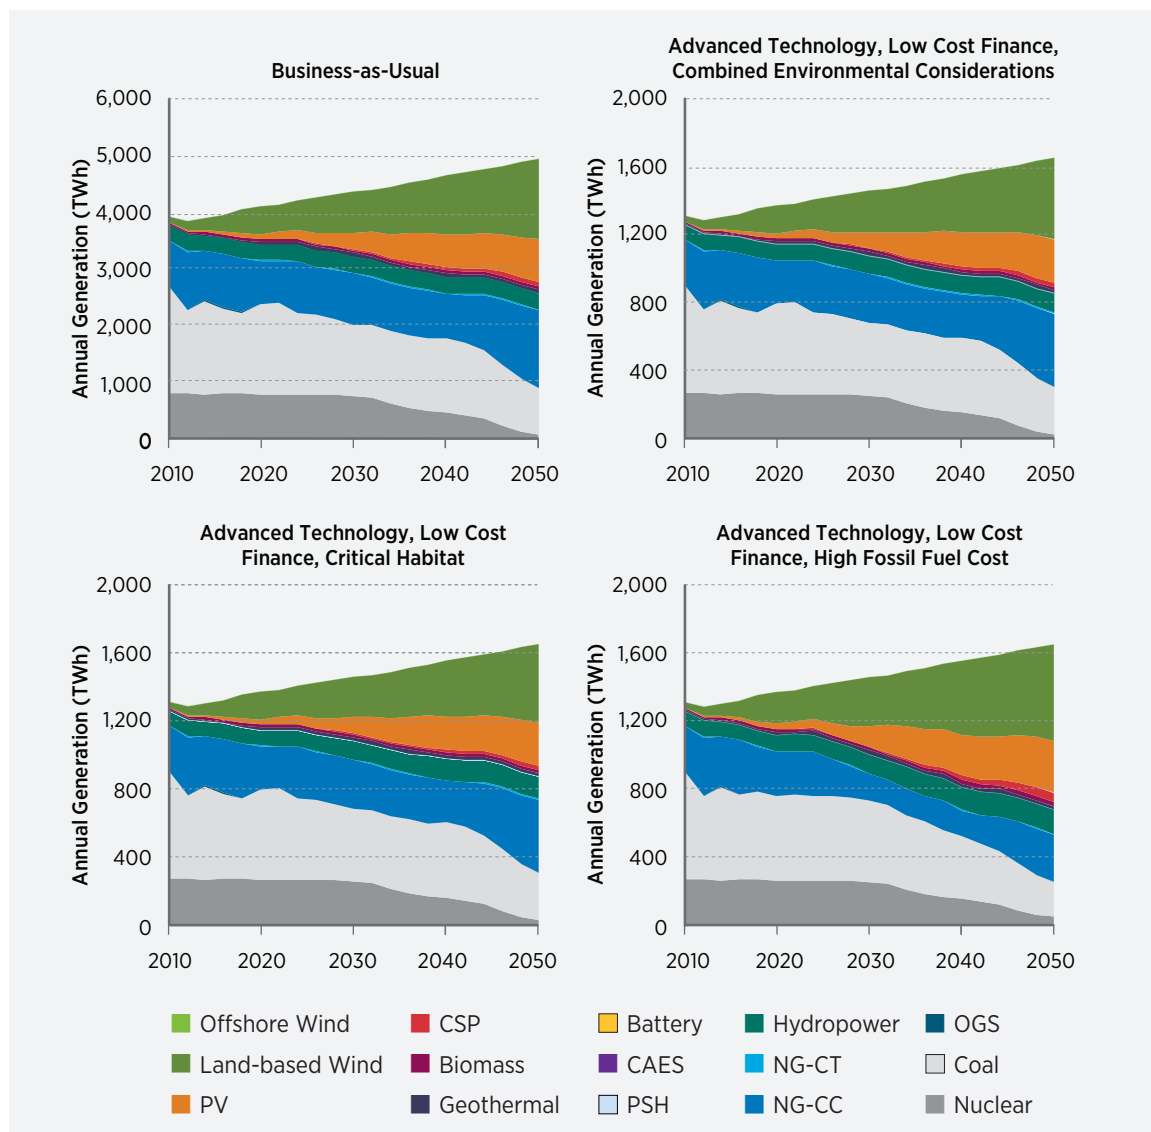 Business-as-Usual
6,000
5,000
4,000
3,000
2,000
1,000
0
Annual Generation (TWh)
2010 2020 2030 2040 2050
Advanced Technology, Low Cost Finance,
Combined Environmental Considerations
2,000
1,600
1,200
800
400
0
Annual Generation (TWh)
2010 2020 2030 2040 2050
Advanced Technology, Low Cost
Finance, Critical Habitat
2,000
1,600
1,200
800
400
0
Annual Generation (TWh)
2010 2020 2030 2040 2050
Advanced Technology, Low Cost
Finance, High Fossil Fuel Cost
2,000
1,600
1,200
800
400
0
Annual Generation (TWh)
2010 2020 2030 2040 2050
Offshore Wind CSP Battery Hydropower OGS
Land-based Wind Biomass CAES NG-CT Coal
PV Geothermal PSH NG-CC Nuclear